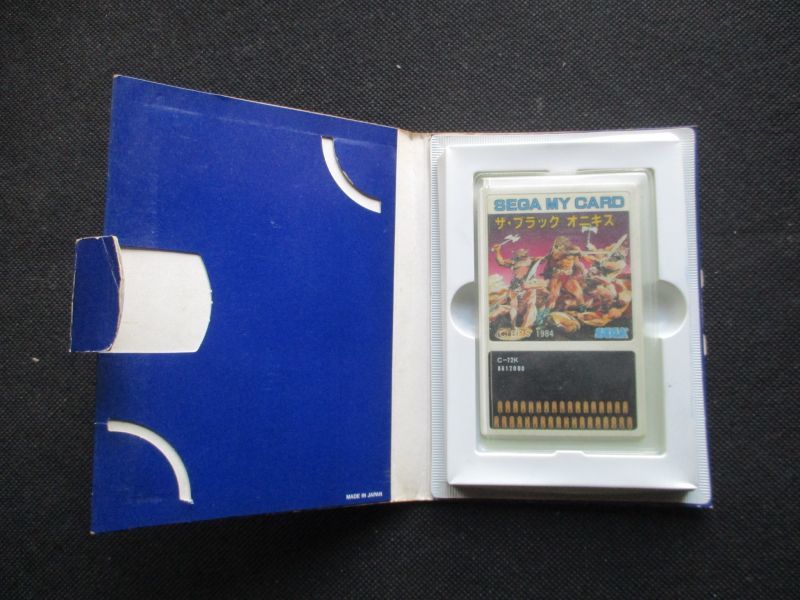 SEGA MY CARD
ザ・ブラック オニキス
©BPS 1984
SEGA
C-72K
MADE IN JAPAN